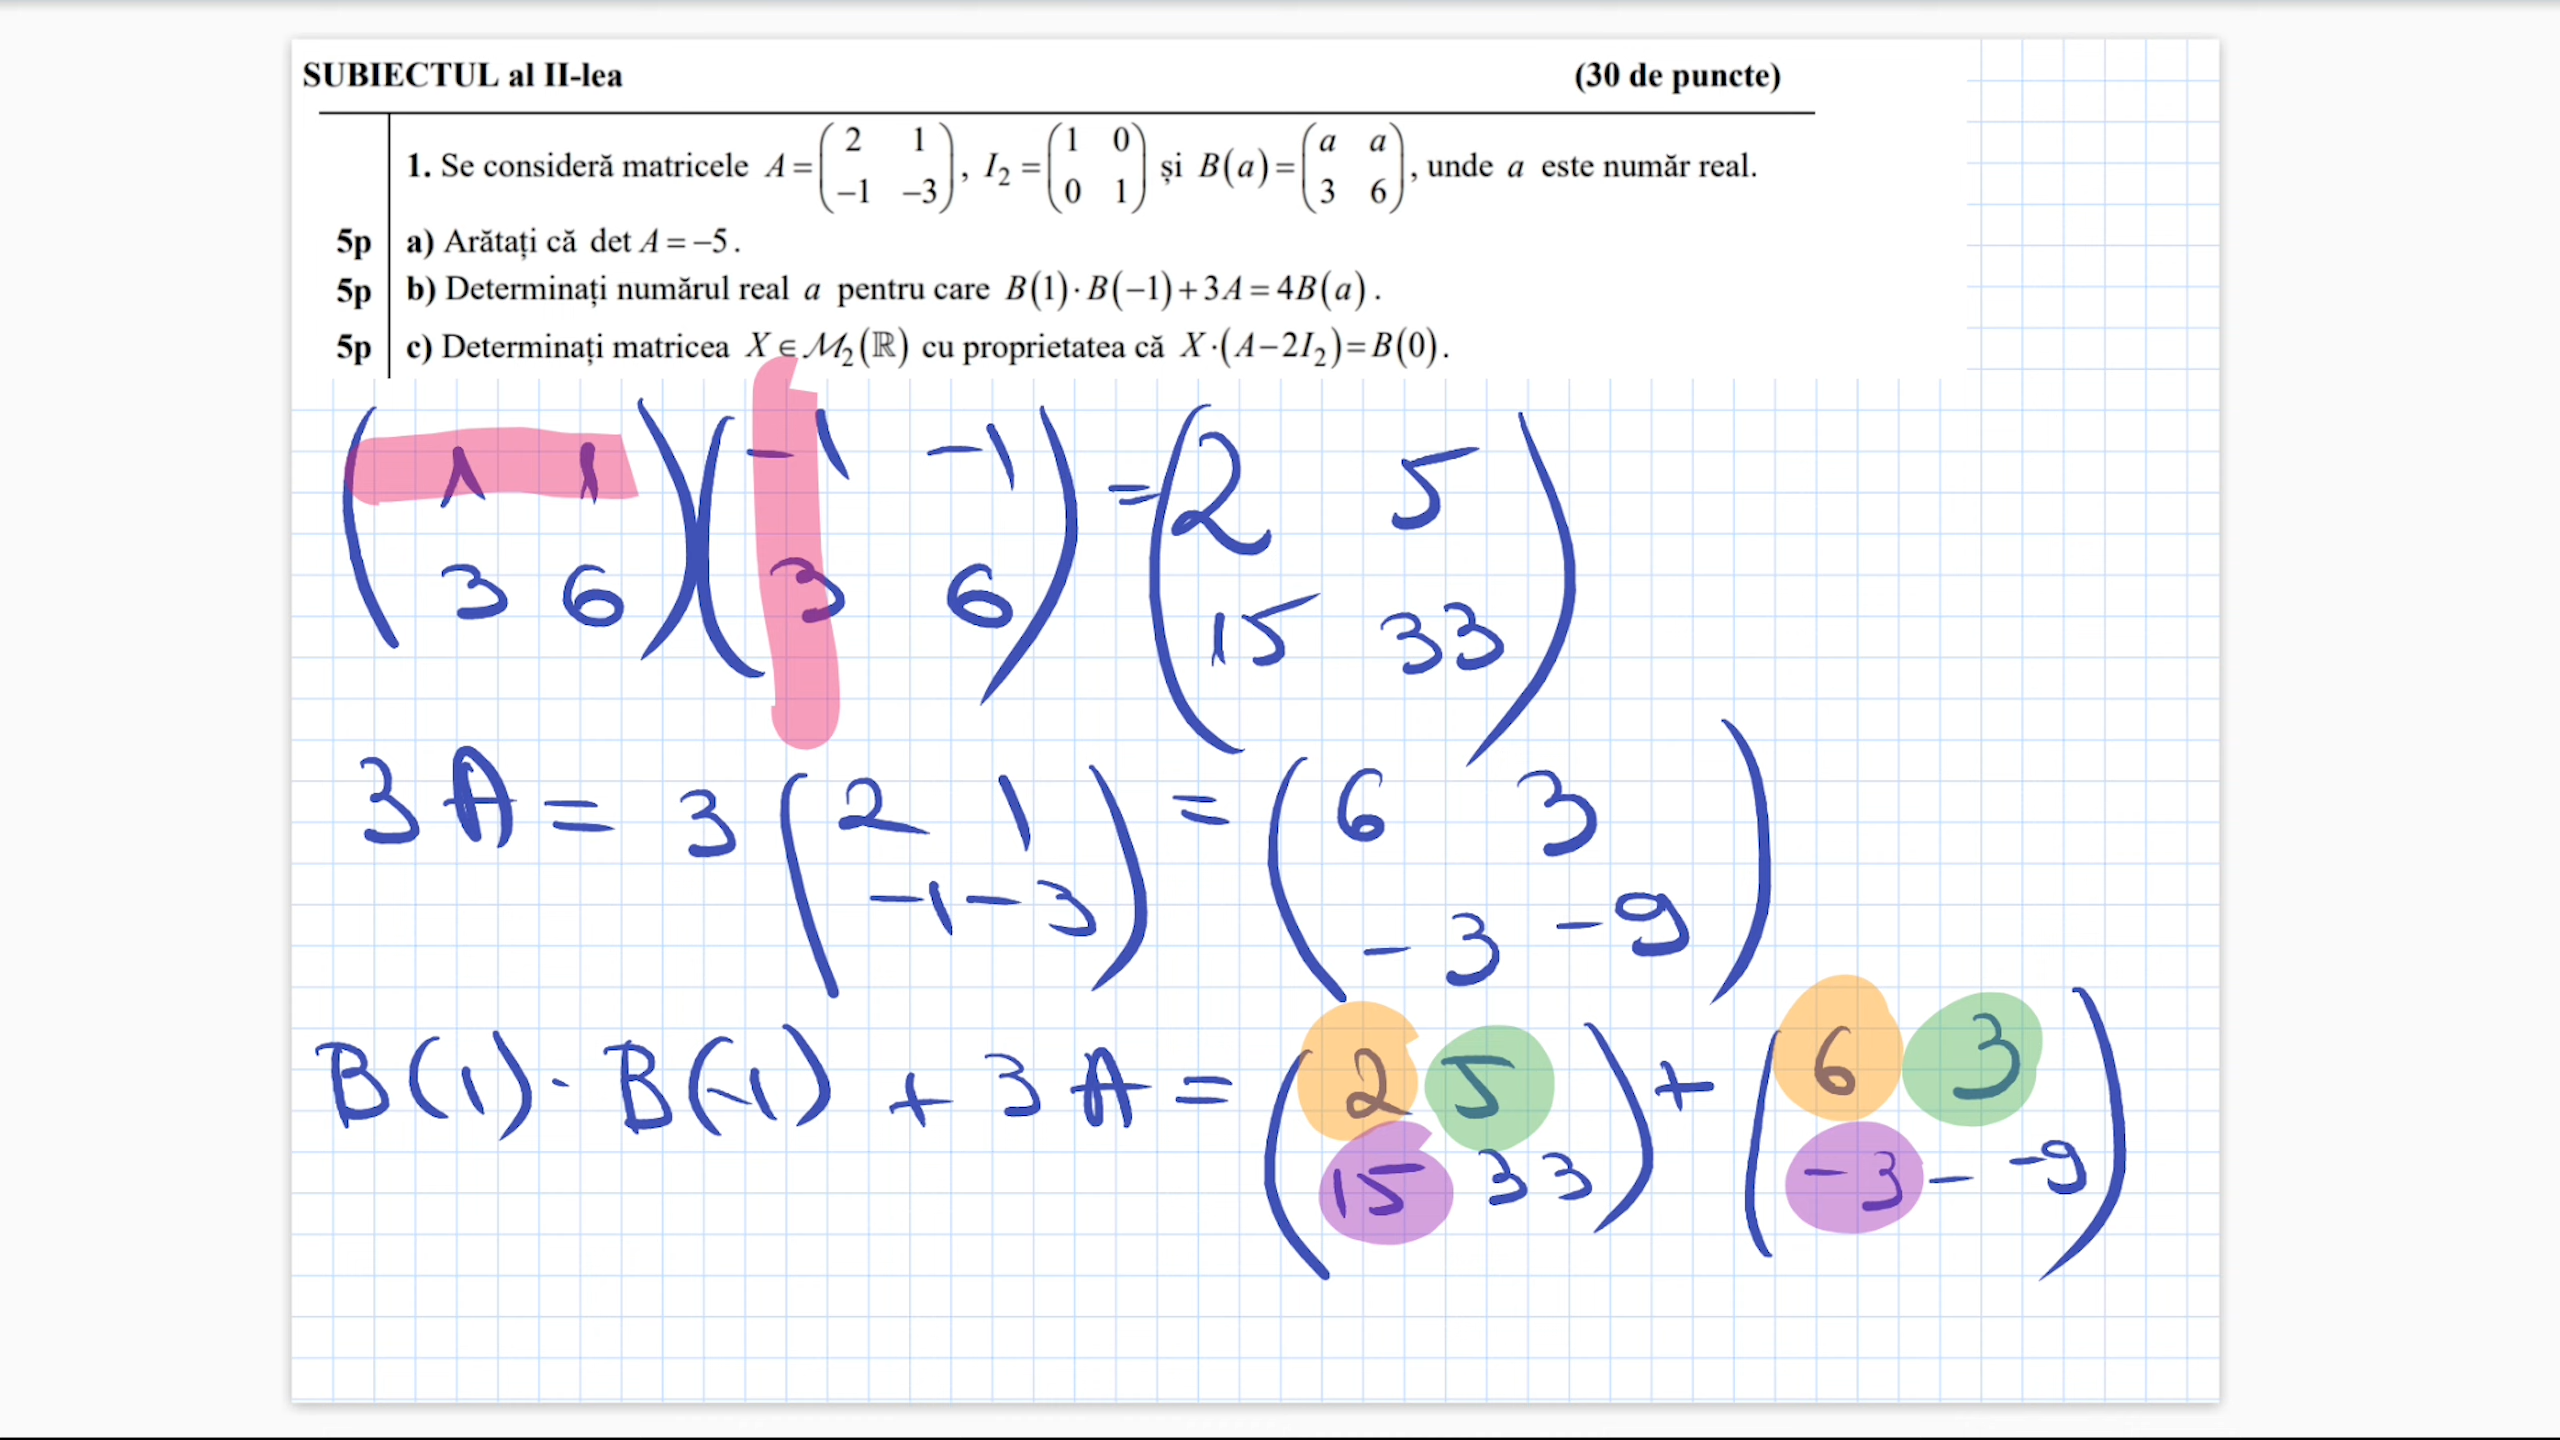 SUBIECTUL al II-lea (30 de puncte)
1. Se consideră matricele A = (2 1 / −1 −3), I₂ = (1 0 / 0 1) și B(a) = (a a / 3 6), unde a este număr real.
5p a) Arătați că det A = −5.
5p b) Determinați numărul real a pentru care B(1)·B(−1)+3A = 4B(a).
5p c) Determinați matricea X ∈ M₂(ℝ) cu proprietatea că X·(A−2I₂) = B(0).
(1 1 / 3 6)(−1 −1 / 3 6) = (2 5 / 15 33)
3A = 3(2 1 / −1 −3) = (6 3 / −3 −9)
B(1)·B(−1) + 3A = (2 5 / 15 33) + (6 3 / −3 − −9)